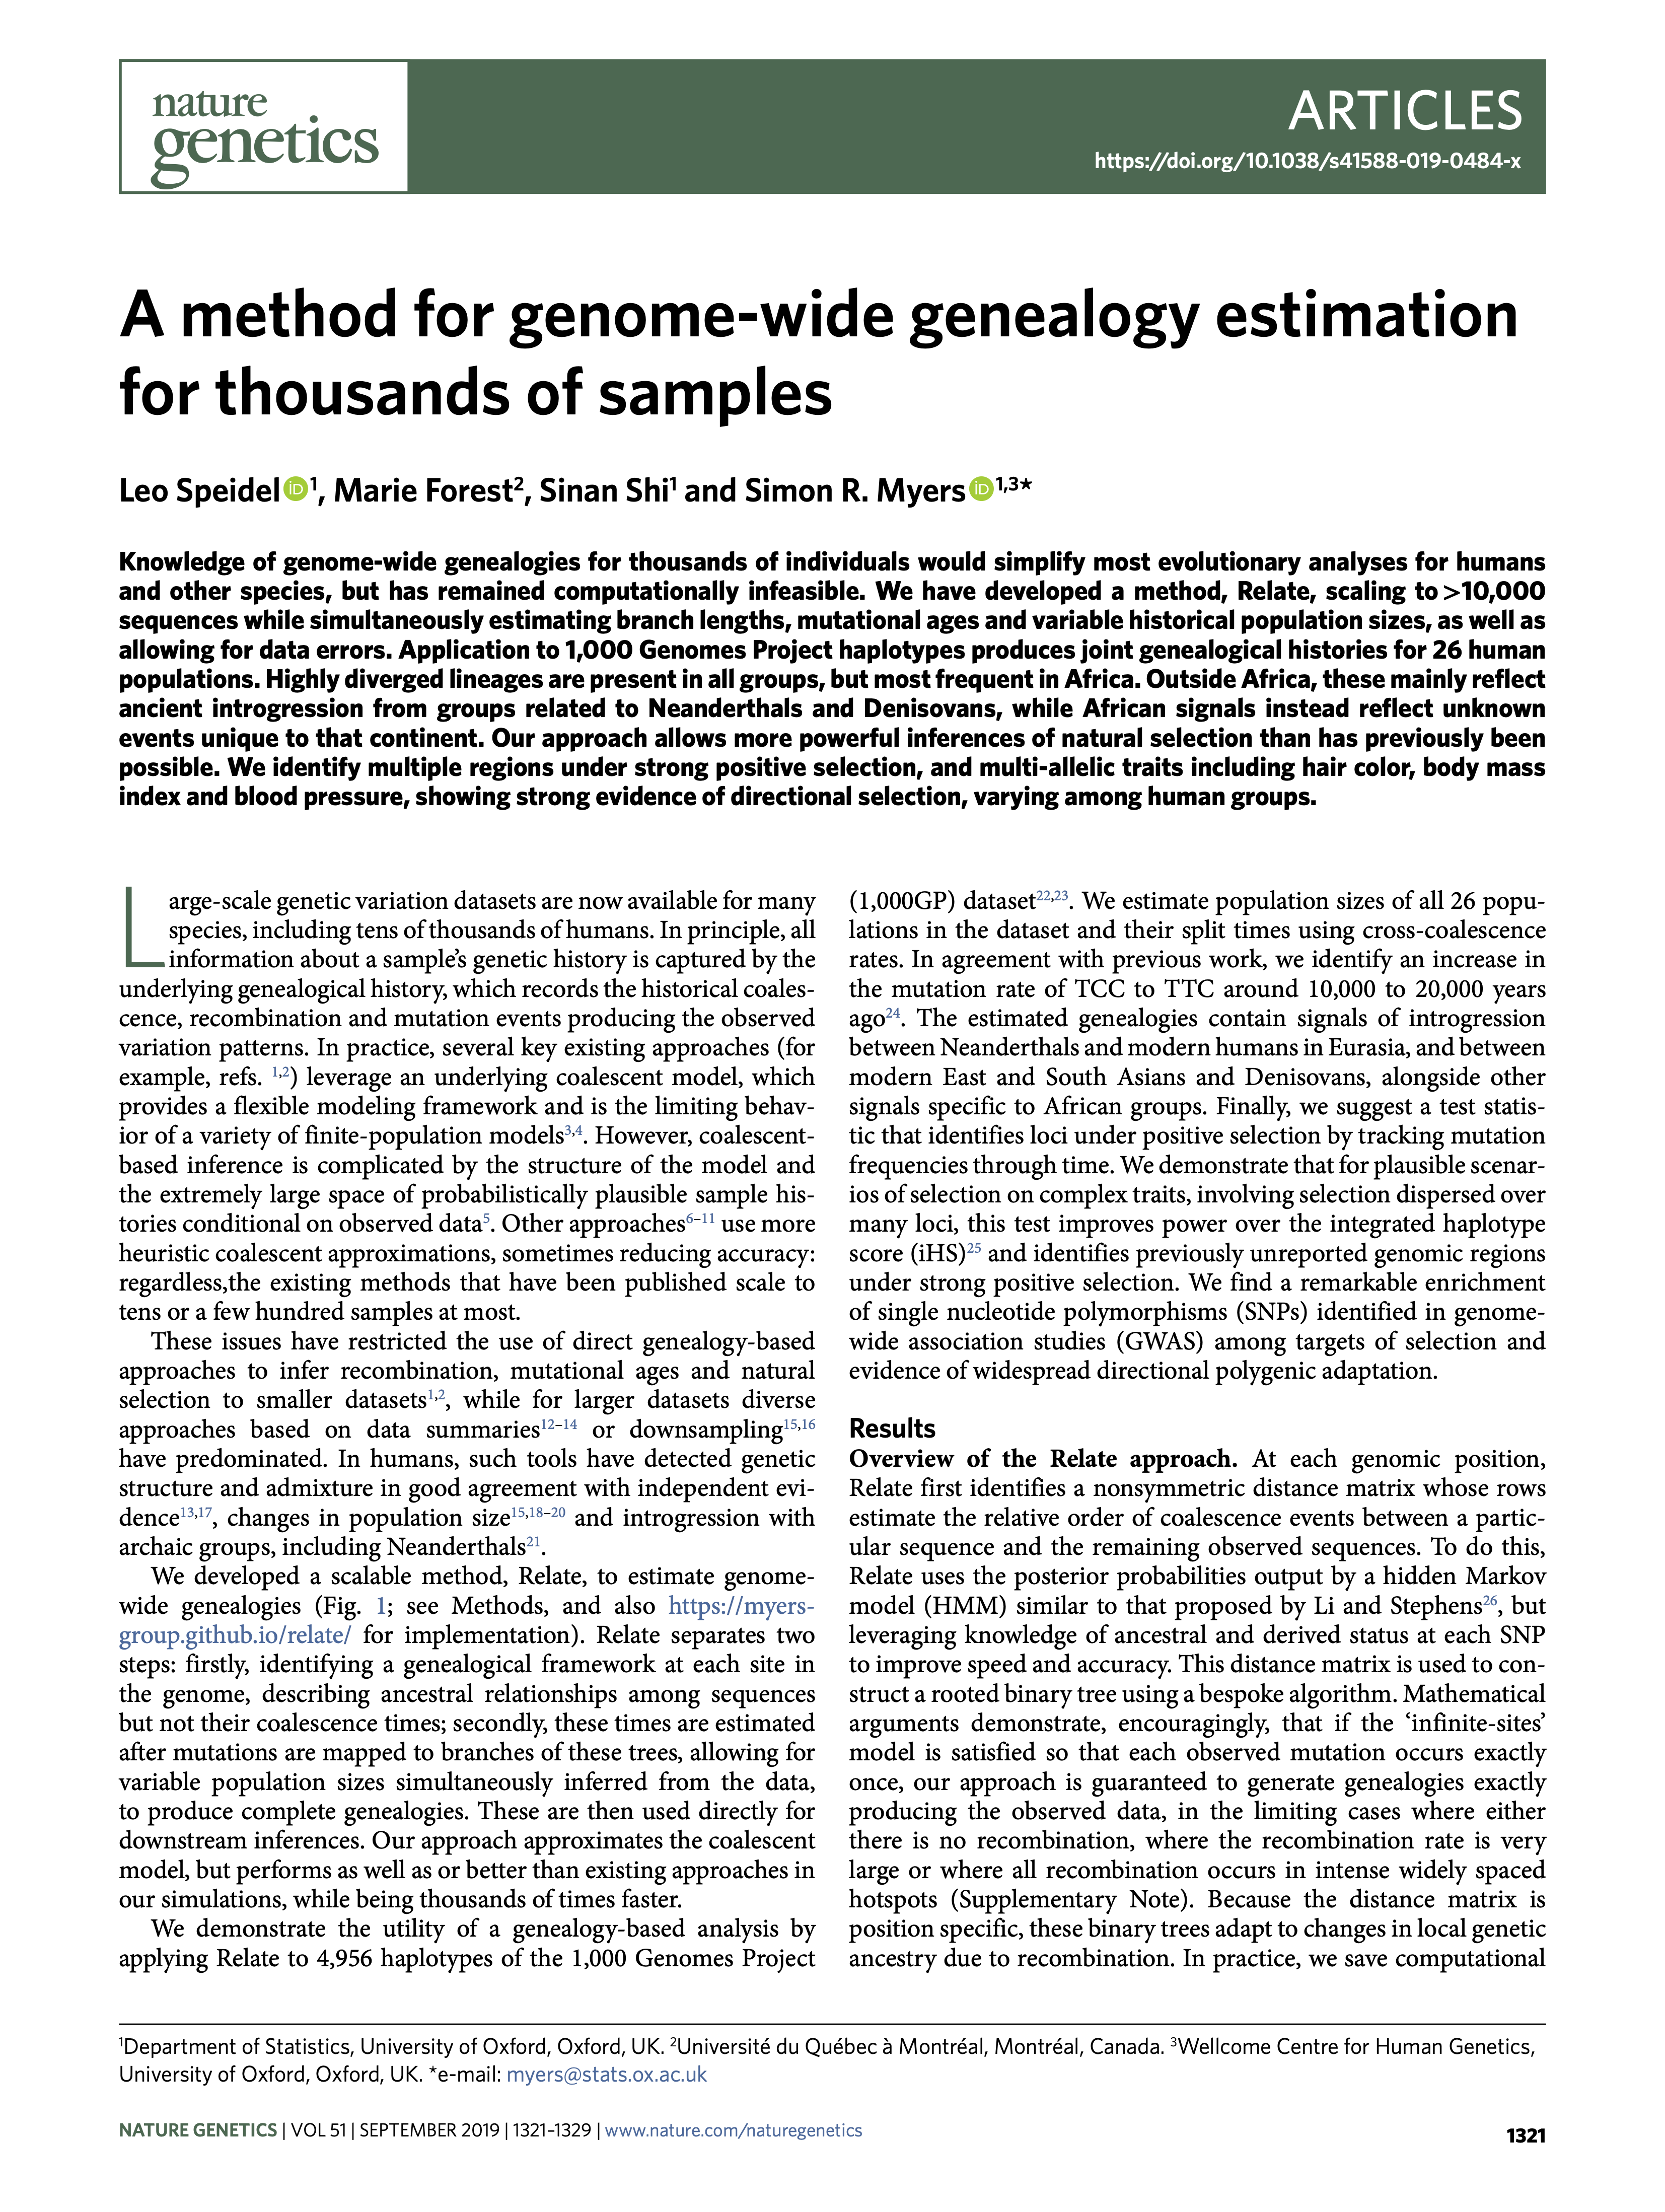 nature
genetics
ARTICLES
https://doi.org/10.1038/s41588-019-0484-x
A method for genome-wide genealogy estimation
for thousands of samples
Leo Speidel iD 1, Marie Forest2, Sinan Shi1 and Simon R. Myers iD 1,3*
Knowledge of genome-wide genealogies for thousands of individuals would simplify most evolutionary analyses for humans
and other species, but has remained computationally infeasible. We have developed a method, Relate, scaling to >10,000
sequences while simultaneously estimating branch lengths, mutational ages and variable historical population sizes, as well as
allowing for data errors. Application to 1,000 Genomes Project haplotypes produces joint genealogical histories for 26 human
populations. Highly diverged lineages are present in all groups, but most frequent in Africa. Outside Africa, these mainly reflect
ancient introgression from groups related to Neanderthals and Denisovans, while African signals instead reflect unknown
events unique to that continent. Our approach allows more powerful inferences of natural selection than has previously been
possible. We identify multiple regions under strong positive selection, and multi-allelic traits including hair color, body mass
index and blood pressure, showing strong evidence of directional selection, varying among human groups.
Large-scale genetic variation datasets are now available for many
species, including tens of thousands of humans. In principle, all
information about a sample's genetic history is captured by the
underlying genealogical history, which records the historical coales-
cence, recombination and mutation events producing the observed
variation patterns. In practice, several key existing approaches (for
example, refs. 1,2) leverage an underlying coalescent model, which
provides a flexible modeling framework and is the limiting behav-
ior of a variety of finite-population models3,4. However, coalescent-
based inference is complicated by the structure of the model and
the extremely large space of probabilistically plausible sample his-
tories conditional on observed data5. Other approaches6–11 use more
heuristic coalescent approximations, sometimes reducing accuracy:
regardless,the existing methods that have been published scale to
tens or a few hundred samples at most.
These issues have restricted the use of direct genealogy-based
approaches to infer recombination, mutational ages and natural
selection to smaller datasets1,2, while for larger datasets diverse
approaches based on data summaries12–14 or downsampling15,16
have predominated. In humans, such tools have detected genetic
structure and admixture in good agreement with independent evi-
dence13,17, changes in population size15,18–20 and introgression with
archaic groups, including Neanderthals21.
We developed a scalable method, Relate, to estimate genome-
wide genealogies (Fig. 1; see Methods, and also https://myers-
group.github.io/relate/ for implementation). Relate separates two
steps: firstly, identifying a genealogical framework at each site in
the genome, describing ancestral relationships among sequences
but not their coalescence times; secondly, these times are estimated
after mutations are mapped to branches of these trees, allowing for
variable population sizes simultaneously inferred from the data,
to produce complete genealogies. These are then used directly for
downstream inferences. Our approach approximates the coalescent
model, but performs as well as or better than existing approaches in
our simulations, while being thousands of times faster.
We demonstrate the utility of a genealogy-based analysis by
applying Relate to 4,956 haplotypes of the 1,000 Genomes Project
(1,000GP) dataset22,23. We estimate population sizes of all 26 popu-
lations in the dataset and their split times using cross-coalescence
rates. In agreement with previous work, we identify an increase in
the mutation rate of TCC to TTC around 10,000 to 20,000 years
ago24. The estimated genealogies contain signals of introgression
between Neanderthals and modern humans in Eurasia, and between
modern East and South Asians and Denisovans, alongside other
signals specific to African groups. Finally, we suggest a test statis-
tic that identifies loci under positive selection by tracking mutation
frequencies through time. We demonstrate that for plausible scenar-
ios of selection on complex traits, involving selection dispersed over
many loci, this test improves power over the integrated haplotype
score (iHS)25 and identifies previously unreported genomic regions
under strong positive selection. We find a remarkable enrichment
of single nucleotide polymorphisms (SNPs) identified in genome-
wide association studies (GWAS) among targets of selection and
evidence of widespread directional polygenic adaptation.
Results
Overview of the Relate approach. At each genomic position,
Relate first identifies a nonsymmetric distance matrix whose rows
estimate the relative order of coalescence events between a partic-
ular sequence and the remaining observed sequences. To do this,
Relate uses the posterior probabilities output by a hidden Markov
model (HMM) similar to that proposed by Li and Stephens26, but
leveraging knowledge of ancestral and derived status at each SNP
to improve speed and accuracy. This distance matrix is used to con-
struct a rooted binary tree using a bespoke algorithm. Mathematical
arguments demonstrate, encouragingly, that if the 'infinite-sites'
model is satisfied so that each observed mutation occurs exactly
once, our approach is guaranteed to generate genealogies exactly
producing the observed data, in the limiting cases where either
there is no recombination, where the recombination rate is very
large or where all recombination occurs in intense widely spaced
hotspots (Supplementary Note). Because the distance matrix is
position specific, these binary trees adapt to changes in local genetic
ancestry due to recombination. In practice, we save computational
1Department of Statistics, University of Oxford, Oxford, UK. 2Université du Québec à Montréal, Montréal, Canada. 3Wellcome Centre for Human Genetics,
University of Oxford, Oxford, UK. *e-mail: myers@stats.ox.ac.uk
NATURE GENETICS | VOL 51 | SEPTEMBER 2019 | 1321–1329 | www.nature.com/naturegenetics
1321